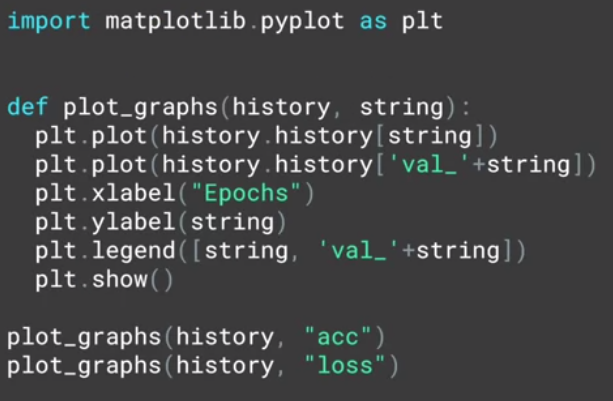 import matplotlib.pyplot as plt
def plot_graphs(history, string):
  plt.plot(history.history[string])
  plt.plot(history.history['val_'+string])
  plt.xlabel("Epochs")
  plt.ylabel(string)
  plt.legend([string, 'val_'+string])
  plt.show()
plot_graphs(history, "acc")
plot_graphs(history, "loss")